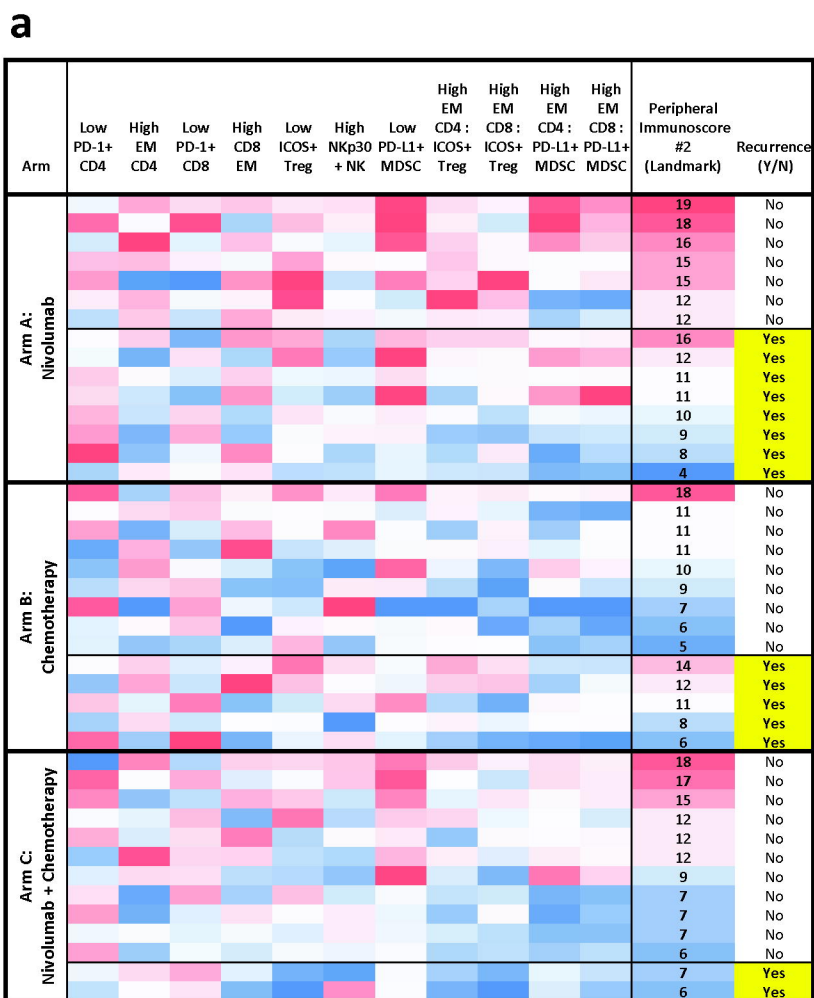 a
Arm
Low PD-1+ CD4
High EM CD4
Low PD-1+ CD8
High CD8 EM
Low ICOS+ Treg
High NKp30 + NK
Low PD-L1+ MDSC
High EM CD4 : ICOS+ Treg
High EM CD8 : ICOS+ Treg
High EM CD4 : PD-L1+ MDSC
High EM CD8 : PD-L1+ MDSC
Peripheral Immunoscore #2 (Landmark)
Recurrence (Y/N)
Arm A: Nivolumab
19 No
18 No
16 No
15 No
15 No
12 No
12 No
16 Yes
12 Yes
11 Yes
11 Yes
10 Yes
9 Yes
8 Yes
4 Yes
Arm B: Chemotherapy
18 No
11 No
11 No
11 No
10 No
9 No
7 No
6 No
5 No
14 Yes
12 Yes
11 Yes
8 Yes
6 Yes
Arm C: Nivolumab + Chemotherapy
18 No
17 No
15 No
12 No
12 No
12 No
9 No
7 No
7 No
7 No
6 No
7 Yes
6 Yes